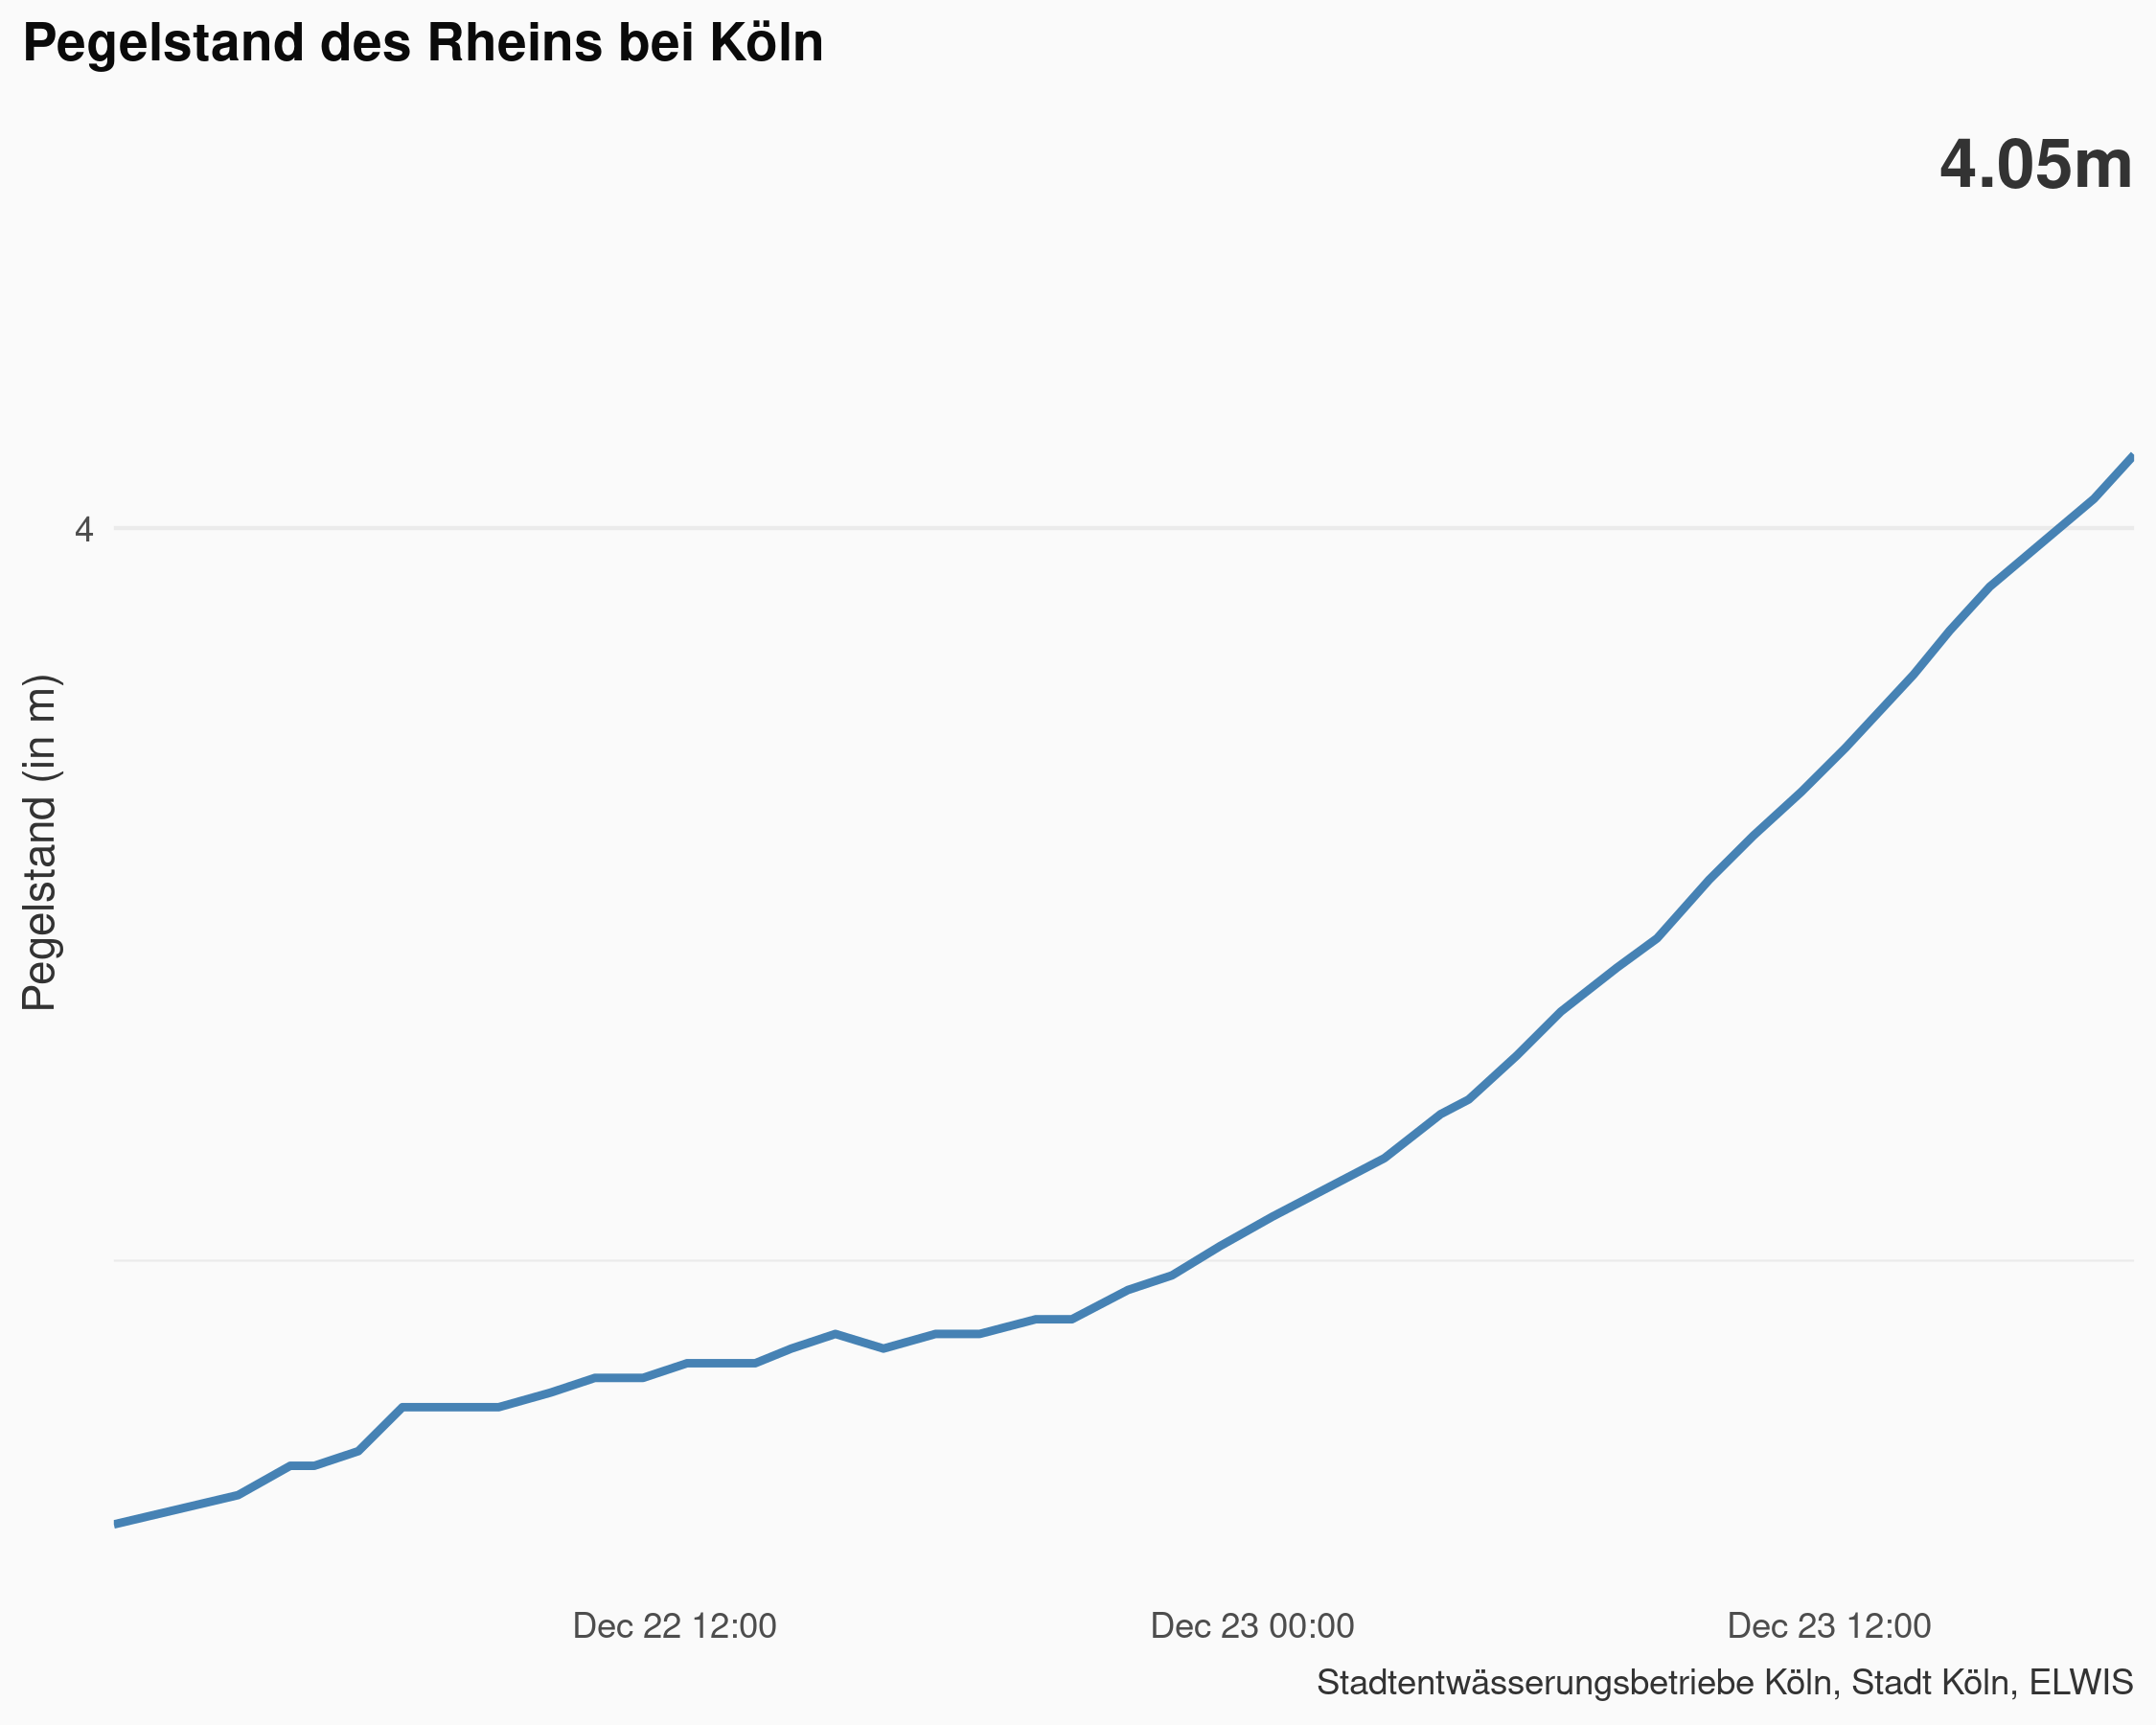 Pegelstand des Rheins bei Köln
4.05m
4
Pegelstand (in m)
Dec 22 12:00
Dec 23 00:00
Dec 23 12:00
Stadtentwässerungsbetriebe Köln, Stadt Köln, ELWIS